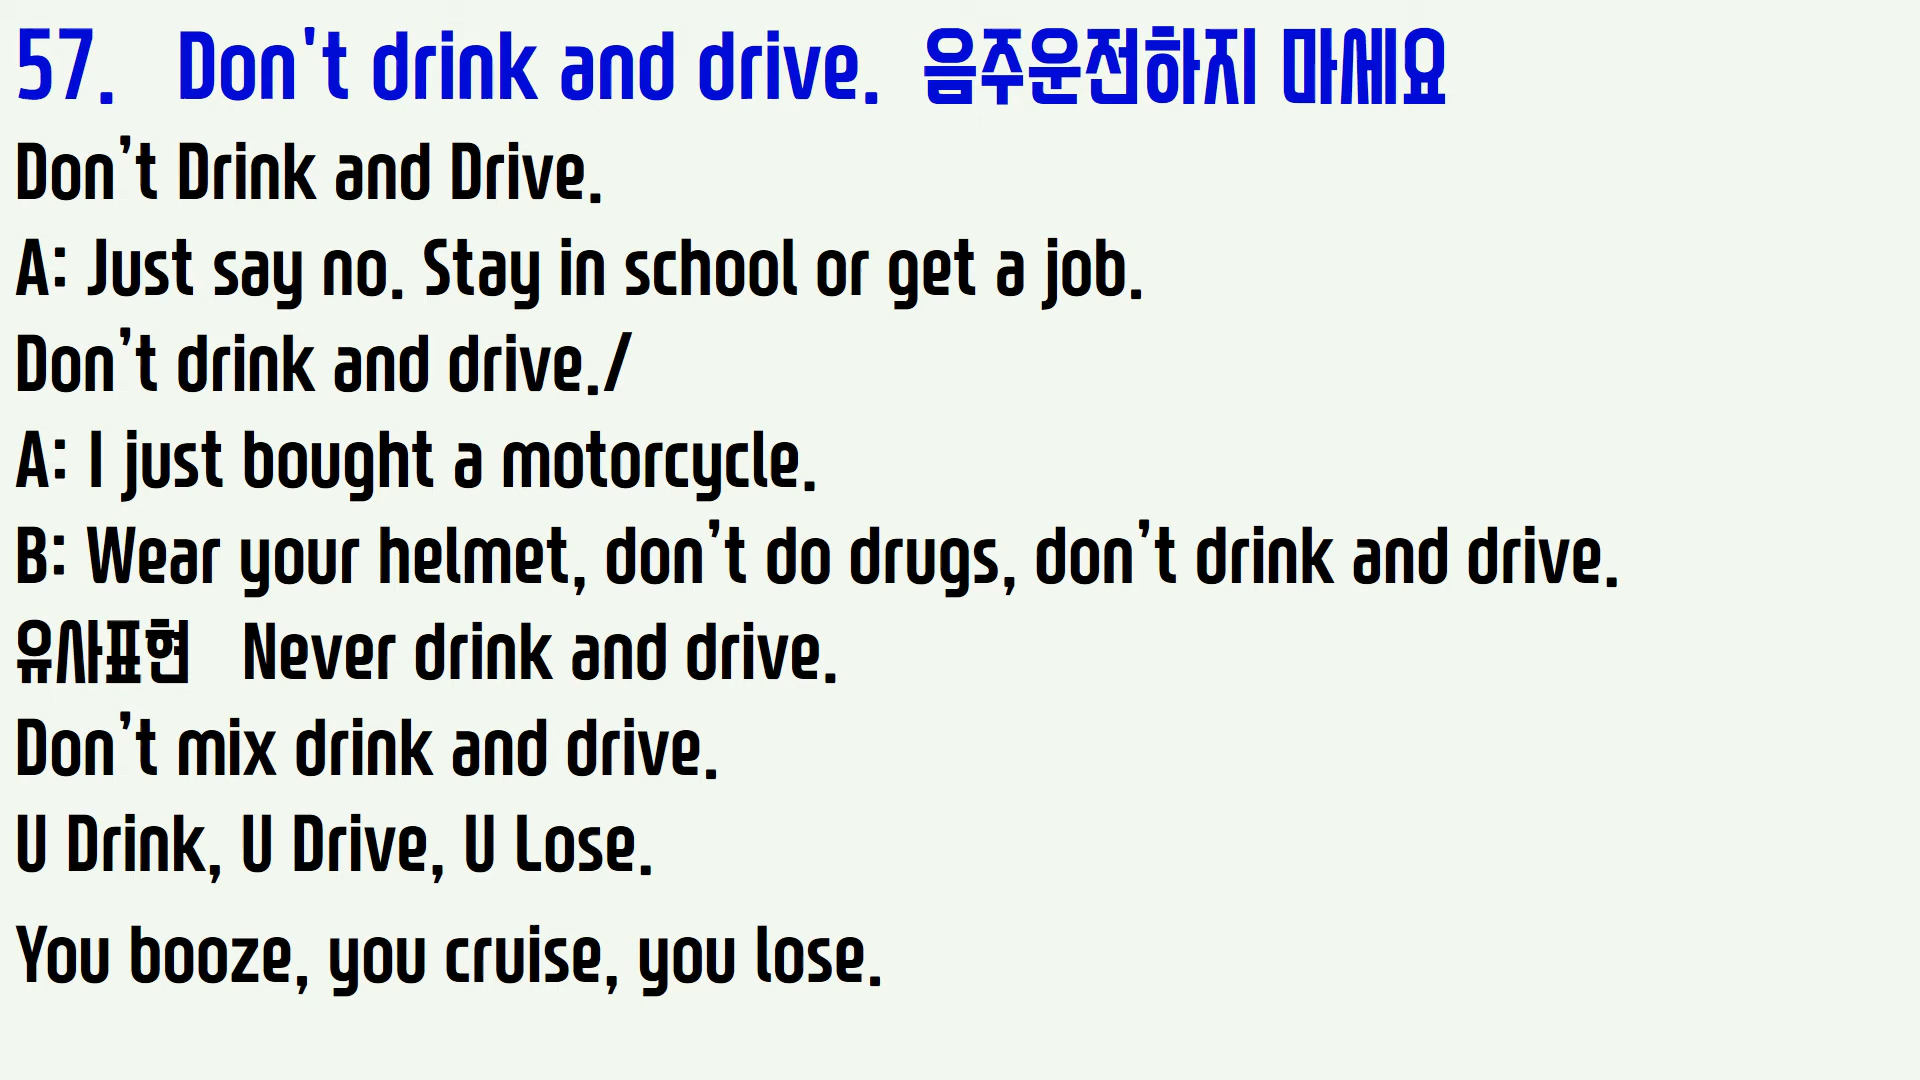 57. Don't drink and drive. 음주운전하지 마세요
Don’t Drink and Drive.
A: Just say no. Stay in school or get a job.
Don’t drink and drive./
A: I just bought a motorcycle.
B: Wear your helmet, don’t do drugs, don’t drink and drive.
유사표현 Never drink and drive.
Don’t mix drink and drive.
U Drink, U Drive, U Lose.
You booze, you cruise, you lose.